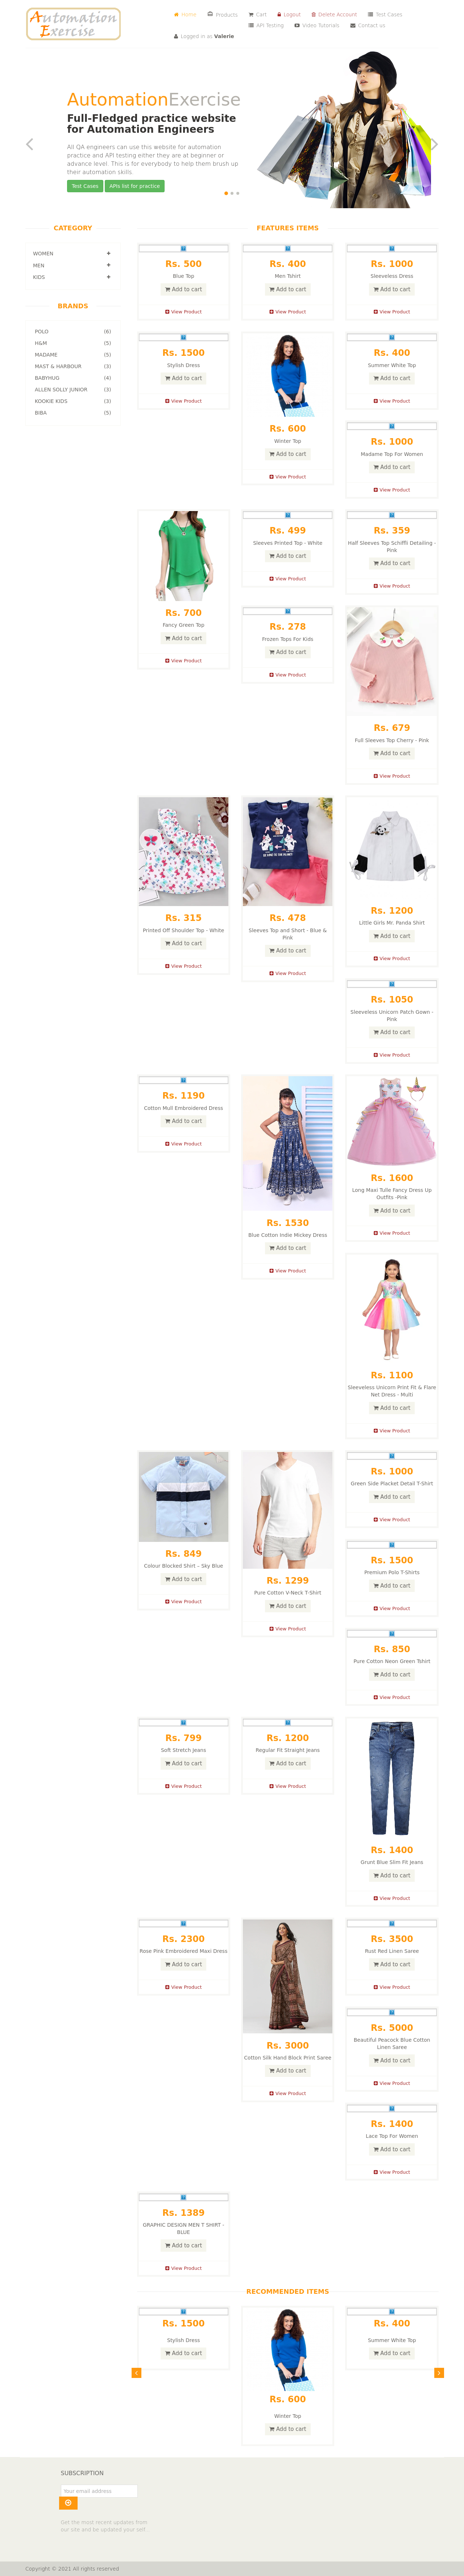 Automation
Exercise
Home Products Cart Logout Delete Account Test Cases
API Testing Video Tutorials Contact us
Logged in as Valerie
AutomationExercise
Full-Fledged practice website
for Automation Engineers
All QA engineers can use this website for automation
practice and API testing either they are at beginner or
advance level. This is for everybody to help them brush up
their automation skills.
Test Cases APIs list for practice
CATEGORY
WOMEN
MEN
KIDS
BRANDS
POLO (6)
H&M (5)
MADAME (5)
MAST & HARBOUR (3)
BABYHUG (4)
ALLEN SOLLY JUNIOR (3)
KOOKIE KIDS (3)
BIBA (5)
FEATURES ITEMS
Rs. 500
Blue Top
Add to cart
View Product
Rs. 400
Men Tshirt
Add to cart
View Product
Rs. 1000
Sleeveless Dress
Add to cart
View Product
Rs. 1500
Stylish Dress
Add to cart
View Product
Rs. 600
Winter Top
Add to cart
View Product
Rs. 400
Summer White Top
Add to cart
View Product
Rs. 1000
Madame Top For Women
Add to cart
View Product
Rs. 700
Fancy Green Top
Add to cart
View Product
Rs. 499
Sleeves Printed Top - White
Add to cart
View Product
Rs. 359
Half Sleeves Top Schiffli Detailing -
Pink
Add to cart
View Product
Rs. 278
Frozen Tops For Kids
Add to cart
View Product
Rs. 679
Full Sleeves Top Cherry - Pink
Add to cart
View Product
Rs. 315
Printed Off Shoulder Top - White
Add to cart
View Product
Rs. 478
Sleeves Top and Short - Blue &
Pink
Add to cart
View Product
Rs. 1200
Little Girls Mr. Panda Shirt
Add to cart
View Product
Rs. 1050
Sleeveless Unicorn Patch Gown -
Pink
Add to cart
View Product
Rs. 1190
Cotton Mull Embroidered Dress
Add to cart
View Product
Rs. 1530
Blue Cotton Indie Mickey Dress
Add to cart
View Product
Rs. 1600
Long Maxi Tulle Fancy Dress Up
Outfits -Pink
Add to cart
View Product
Rs. 1100
Sleeveless Unicorn Print Fit & Flare
Net Dress - Multi
Add to cart
View Product
Rs. 849
Colour Blocked Shirt – Sky Blue
Add to cart
View Product
Rs. 1299
Pure Cotton V-Neck T-Shirt
Add to cart
View Product
Rs. 1000
Green Side Placket Detail T-Shirt
Add to cart
View Product
Rs. 1500
Premium Polo T-Shirts
Add to cart
View Product
Rs. 850
Pure Cotton Neon Green Tshirt
Add to cart
View Product
Rs. 799
Soft Stretch Jeans
Add to cart
View Product
Rs. 1200
Regular Fit Straight Jeans
Add to cart
View Product
Rs. 1400
Grunt Blue Slim Fit Jeans
Add to cart
View Product
Rs. 2300
Rose Pink Embroidered Maxi Dress
Add to cart
View Product
Rs. 3000
Cotton Silk Hand Block Print Saree
Add to cart
View Product
Rs. 3500
Rust Red Linen Saree
Add to cart
View Product
Rs. 5000
Beautiful Peacock Blue Cotton
Linen Saree
Add to cart
View Product
Rs. 1400
Lace Top For Women
Add to cart
View Product
Rs. 1389
GRAPHIC DESIGN MEN T SHIRT -
BLUE
Add to cart
View Product
RECOMMENDED ITEMS
Rs. 1500
Stylish Dress
Add to cart
Rs. 600
Winter Top
Add to cart
Rs. 400
Summer White Top
Add to cart
SUBSCRIPTION
Your email address
Get the most recent updates from
our site and be updated your self...
Copyright © 2021 All rights reserved